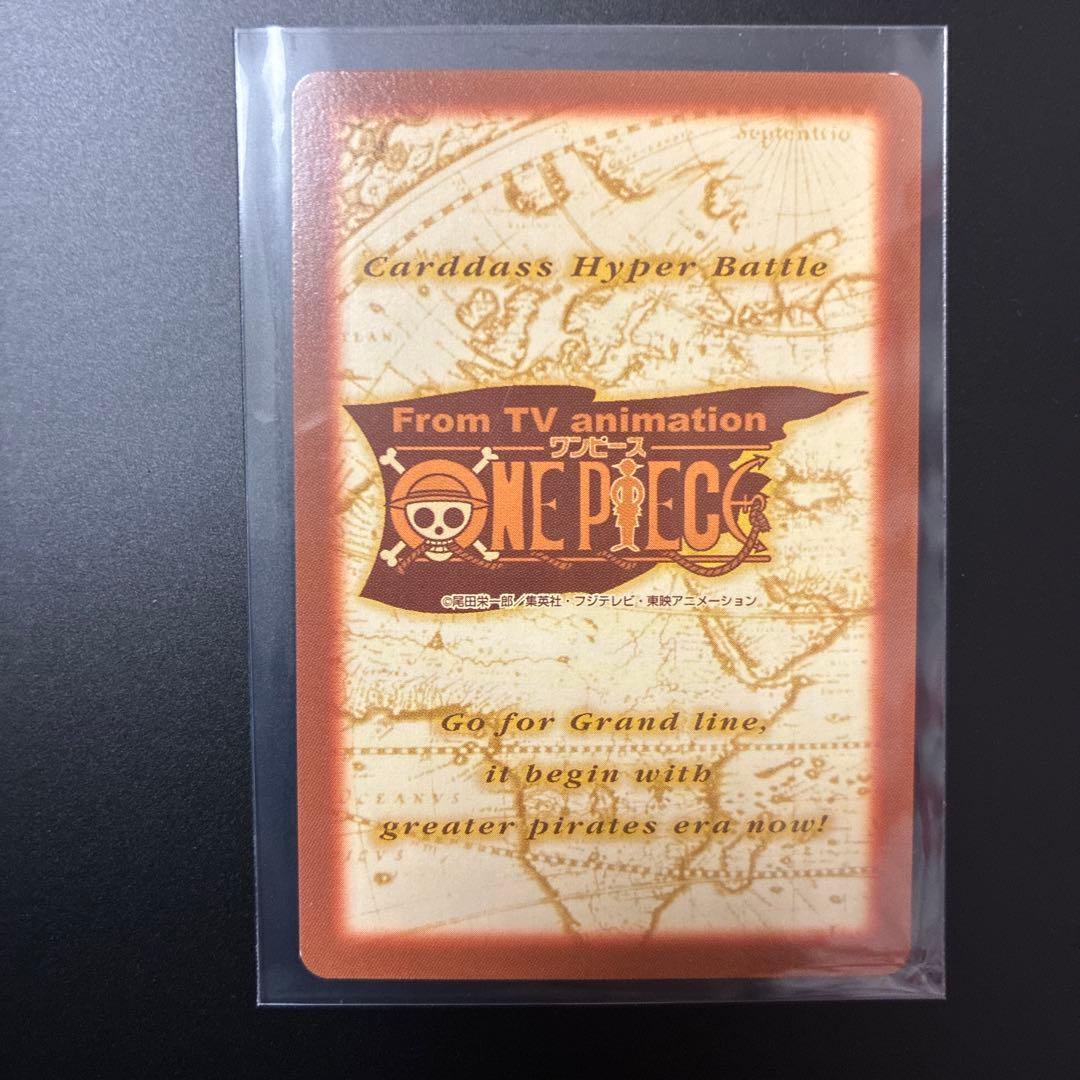 Septentrio
Carddass Hyper Battle
From TV animation
ワンピース
ONE PIECE
©尾田栄一郎/集英社・フジテレビ・東映アニメーション
Go for Grand line,
it begin with
EANVS
greater pirates era now!